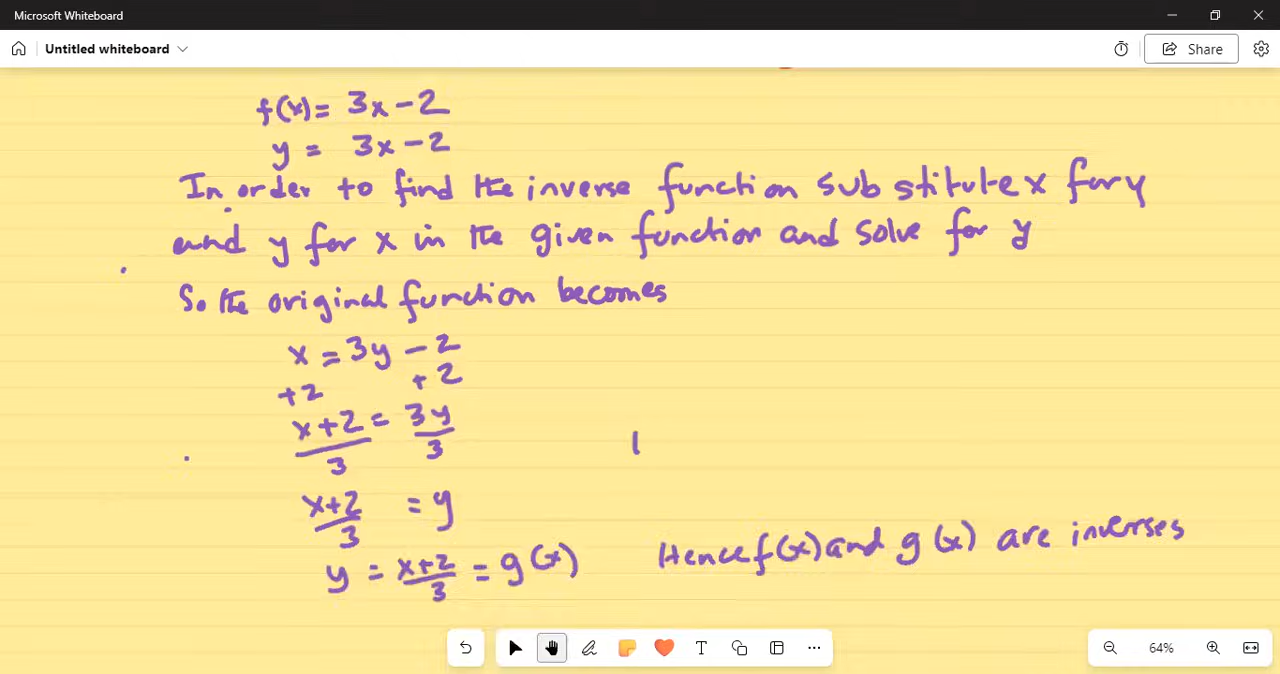 Microsoft Whiteboard
Untitled whiteboard
Share
f(x) = 3x - 2
y = 3x - 2
In order to find the inverse function substitute x for y
and y for x in the given function and solve for y
So the original function becomes
x = 3y - 2
+2 +2
x+2 = 3y
3 3
x+2 = y
3
y = x+2 = g(x)
3
Hence f(x) and g(x) are inverses
64%